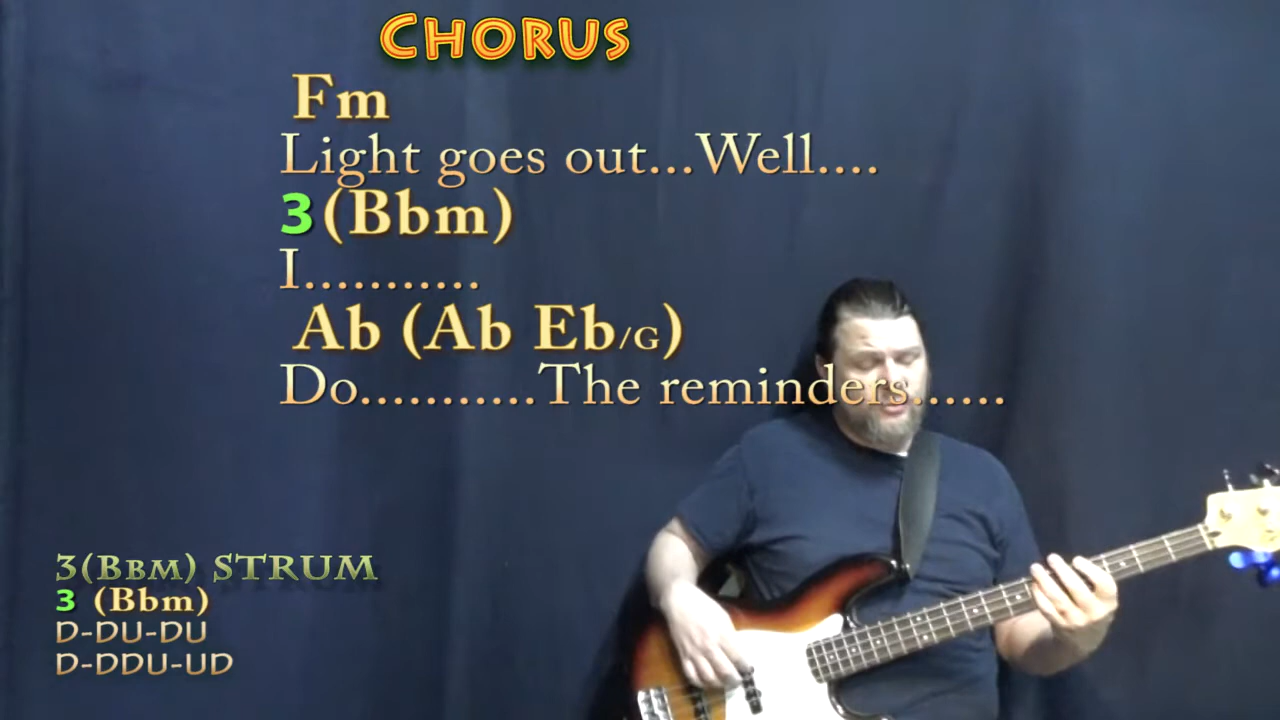 CHORUS
Fm
Light goes out...Well....
3 (Bbm)
I...........
Ab (Ab Eb/G)
Do...........The reminders......
3(BBM) STRUM
3 (Bbm)
D-DU-DU
D-DDU-UD